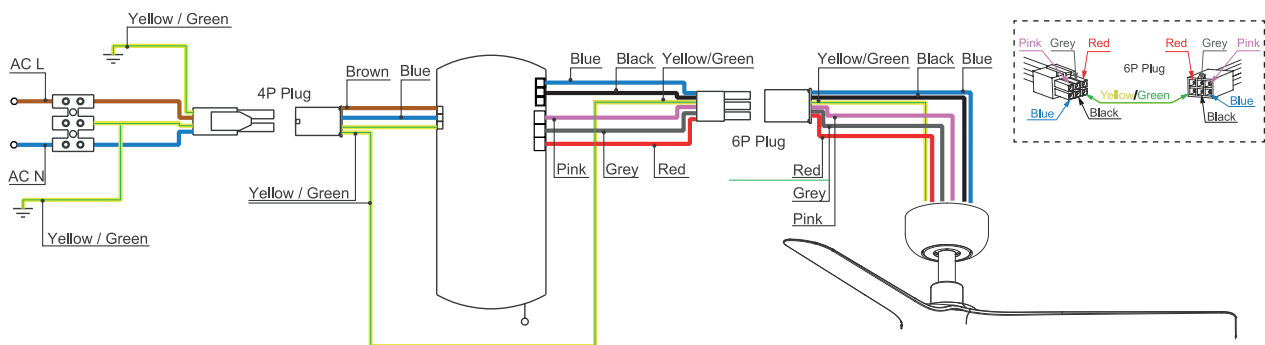 Yellow / Green
AC L
AC N
Yellow / Green
4P Plug
Brown
Blue
Yellow / Green
Blue
Black
Yellow/Green
Pink
Grey
Red
6P Plug
Yellow/Green
Black
Blue
Red
Grey
Pink
Pink
Grey
Red
6P Plug
Red
Grey
Pink
Yellow/Green
Blue
Black
Blue
Black